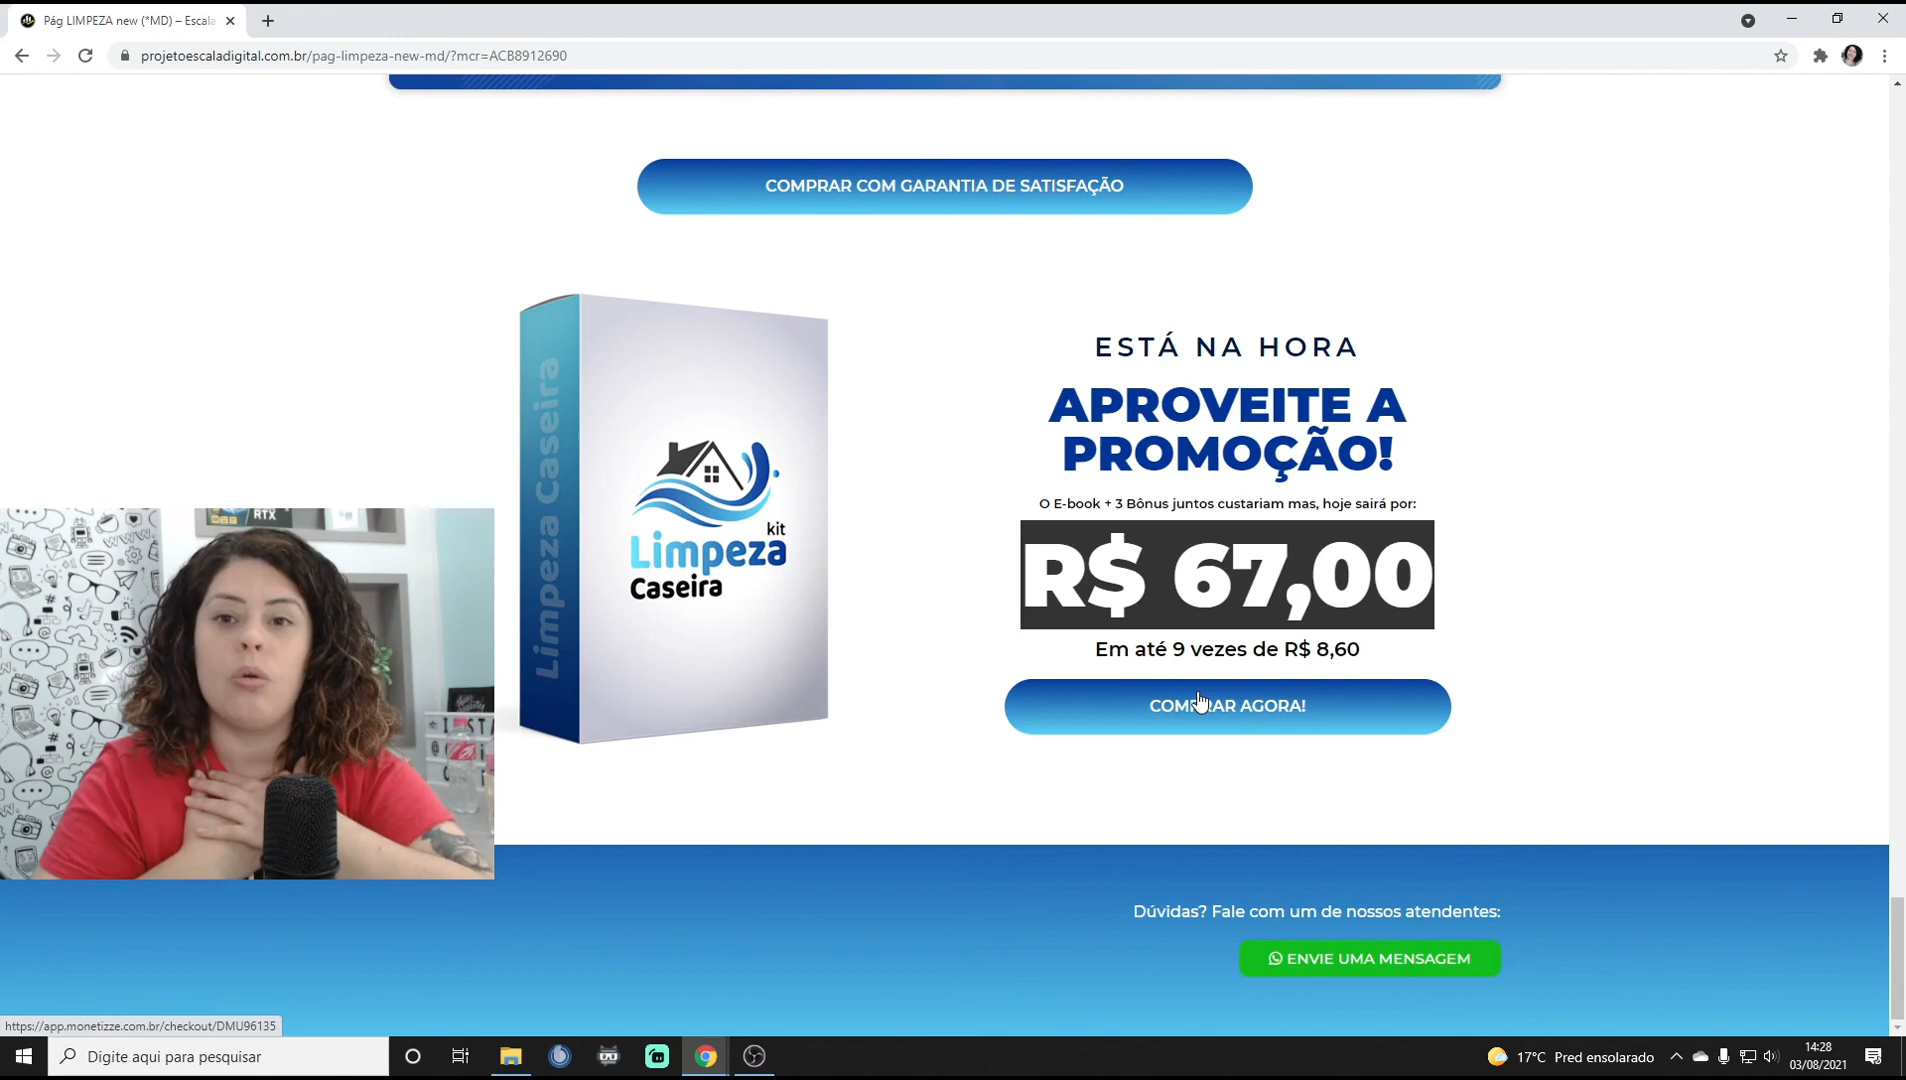 Pág LIMPEZA new (*MD) – Escala
projetoescaladigital.com.br/pag-limpeza-new-md/?mcr=ACB8912690
COMPRAR COM GARANTIA DE SATISFAÇÃO
Limpeza Caseira
kit
Limpeza
Caseira
ESTÁ NA HORA
APROVEITE A
PROMOÇÃO!
O E-book + 3 Bônus juntos custariam mas, hoje sairá por:
R$ 67,00
Em até 9 vezes de R$ 8,60
COMPRAR AGORA!
RTX
Dúvidas? Fale com um de nossos atendentes:
ENVIE UMA MENSAGEM
https://app.monetizze.com.br/checkout/DMU96135
Digite aqui para pesquisar
17°C Pred ensolarado
14:28
03/08/2021